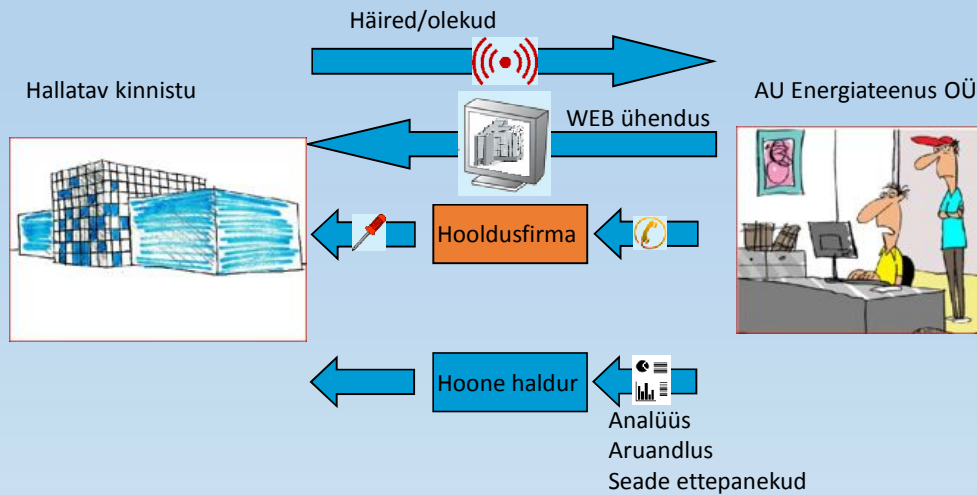 Häired/olekud
Hallatav kinnistu
AU Energiateenus OÜ
WEB ühendus
Hooldusfirma
Hoone haldur
Analüüs
Aruandlus
Seade ettepanekud